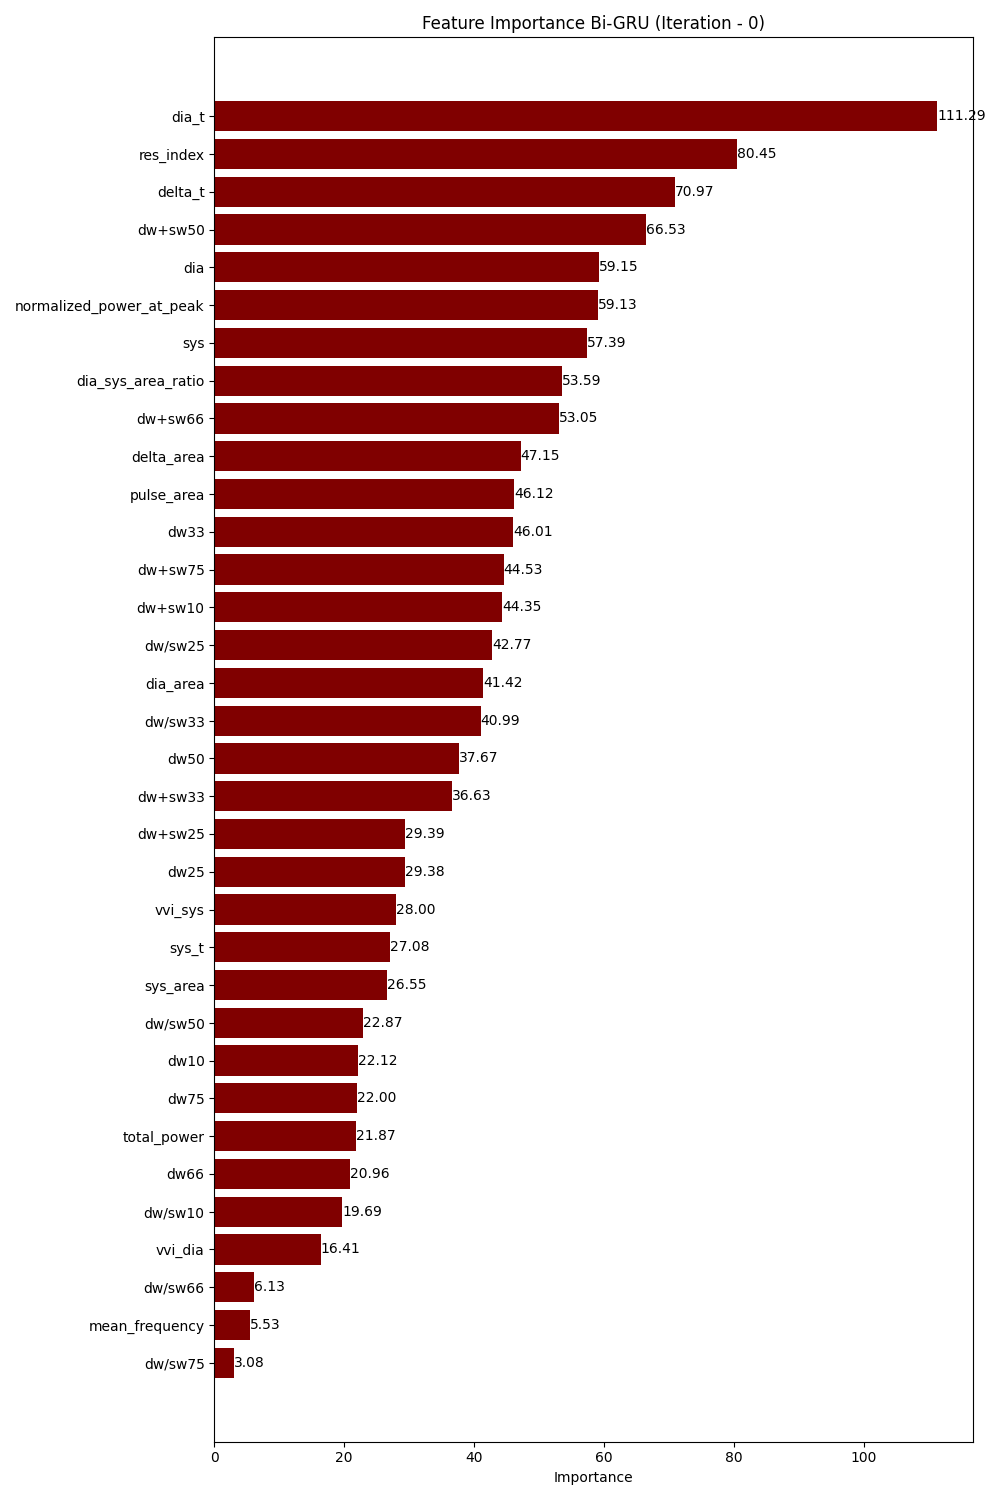 Feature Importance Bi-GRU (Iteration - 0)
dia_t 111.29
res_index 80.45
delta_t 70.97
dw+sw50 66.53
dia 59.15
normalized_power_at_peak 59.13
sys 57.39
dia_sys_area_ratio 53.59
dw+sw66 53.05
delta_area 47.15
pulse_area 46.12
dw33 46.01
dw+sw75 44.53
dw+sw10 44.35
dw/sw25 42.77
dia_area 41.42
dw/sw33 40.99
dw50 37.67
dw+sw33 36.63
dw+sw25 29.39
dw25 29.38
vvi_sys 28.00
sys_t 27.08
sys_area 26.55
dw/sw50 22.87
dw10 22.12
dw75 22.00
total_power 21.87
dw66 20.96
dw/sw10 19.69
vvi_dia 16.41
dw/sw66 6.13
mean_frequency 5.53
dw/sw75 3.08
0 20 40 60 80 100
Importance